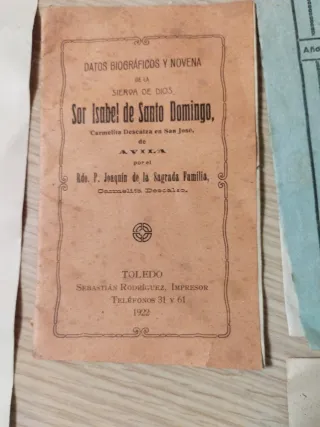 DATOS BIOGRÁFICOS Y NOVENA
DE LA
SIERVA DE DIOS
Sor Isabel de Santo Domingo,
Carmelita Descalza en San José,
de
AVILA
por el
Rdo. P. Joaquín de la Sagrada Familia,
Carmelita Descalzo.
TOLEDO
SEBASTIÁN RODRÍGUEZ, IMPRESOR
TELÉFONOS 31 Y 61
1922
Año